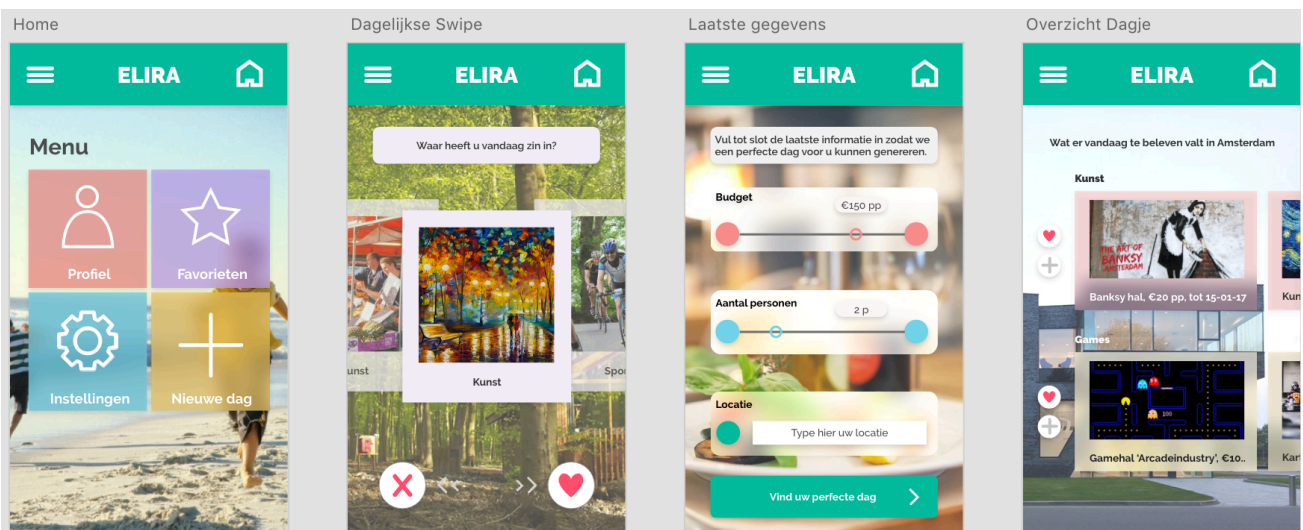 Home
ELIRA
Menu
Profiel
Favorieten
Instellingen
Nieuwe dag
Dagelijkse Swipe
ELIRA
Waar heeft u vandaag zin in?
unst
Kunst
Spor
Laatste gegevens
ELIRA
Vul tot slot de laatste informatie in zodat we
een perfecte dag voor u kunnen genereren.
Budget
€150 pp
Aantal personen
2 p
Locatie
Type hier uw locatie
Vind uw perfecte dag
Overzicht Dagje
ELIRA
Wat er vandaag te beleven valt in Amsterdam
Kunst
THE ART OF
BANKSY
AMSTERDAM
Banksy hal, €20 pp, tot 15-01-17
Kun
Games
100
Gamehal 'Arcadeindustry', €10..
Kar